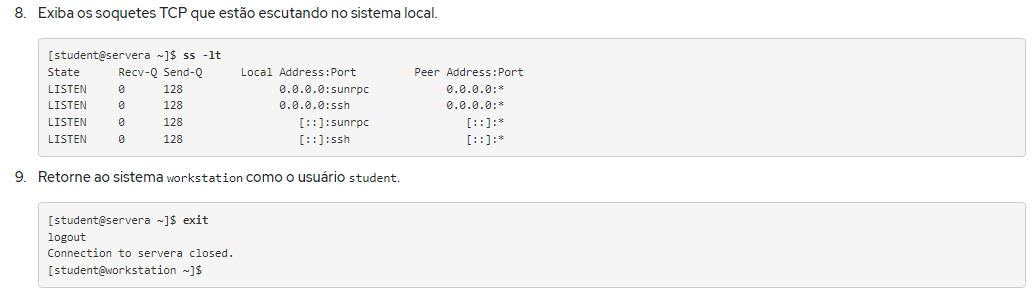 8. Exiba os soquetes TCP que estão escutando no sistema local.
[student@servera ~]$ ss -lt
State      Recv-Q Send-Q      Local Address:Port         Peer Address:Port
LISTEN     0      128               0.0.0.0:sunrpc            0.0.0.0:*
LISTEN     0      128               0.0.0.0:ssh               0.0.0.0:*
LISTEN     0      128                  [::]:sunrpc               [::]:*
LISTEN     0      128                  [::]:ssh                  [::]:*
9. Retorne ao sistema workstation como o usuário student.
[student@servera ~]$ exit
logout
Connection to servera closed.
[student@workstation ~]$